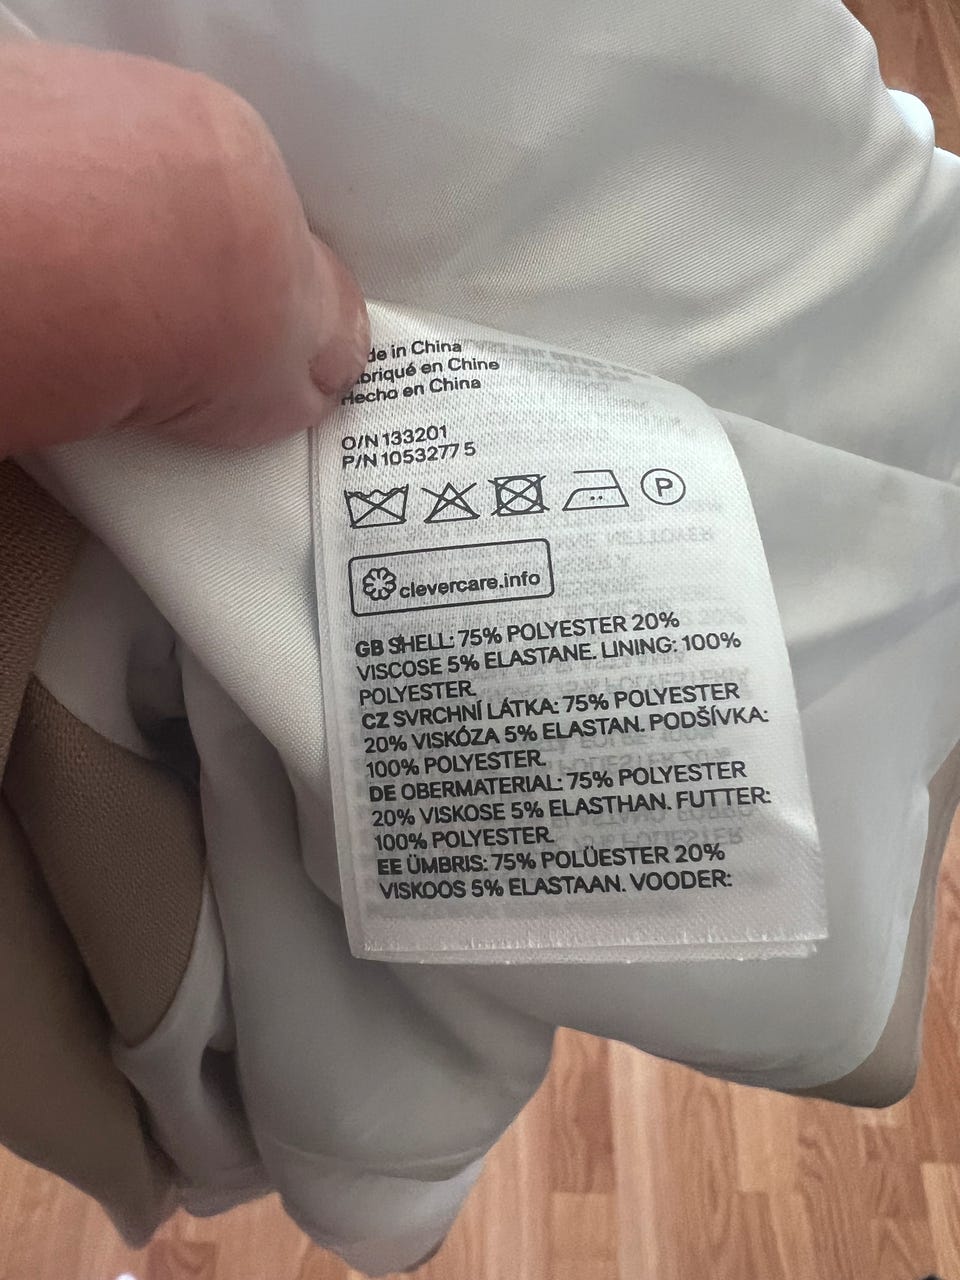 de in China
briqué en Chine
Hecho en China
O/N 133201
P/N 1053277 5
P
clevercare.info
GB SHELL: 75% POLYESTER 20%
VISCOSE 5% ELASTANE. LINING: 100%
POLYESTER.
CZ SVRCHNÍ LÁTKA: 75% POLYESTER
20% VISKÓZA 5% ELASTAN. PODŠÍVKA:
100% POLYESTER.
DE OBERMATERIAL: 75% POLYESTER
20% VISKOSE 5% ELASTHAN. FUTTER:
100% POLYESTER.
EE ÜMBRIS: 75% POLÜESTER 20%
VISKOOS 5% ELASTAAN. VOODER: